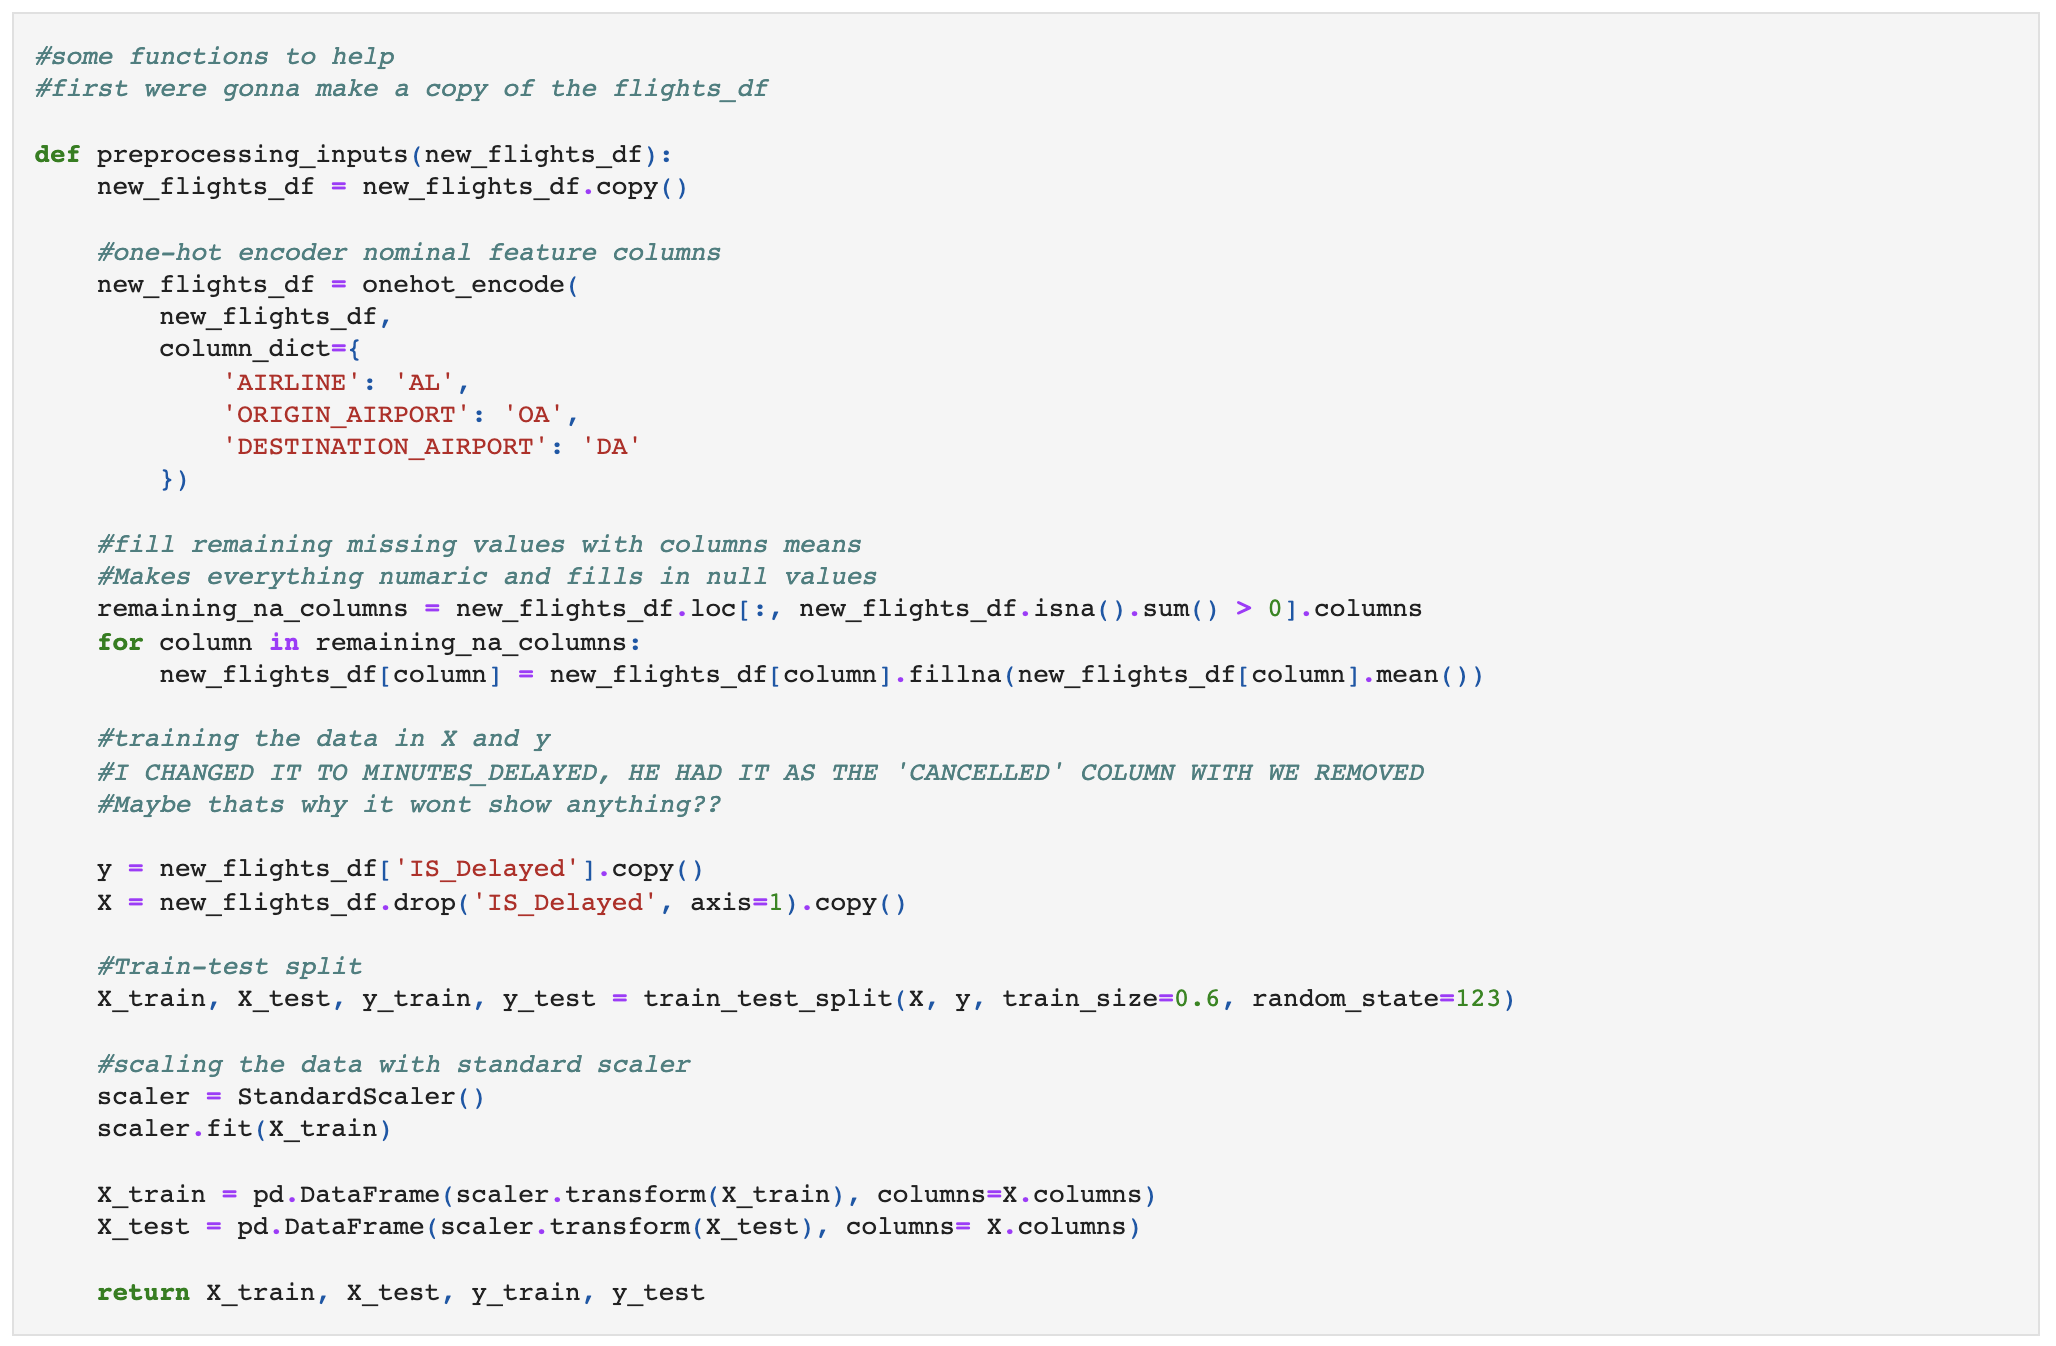 #some functions to help
#first were gonna make a copy of the flights_df
def preprocessing_inputs(new_flights_df):
    new_flights_df = new_flights_df.copy()
    #one-hot encoder nominal feature columns
    new_flights_df = onehot_encode(
        new_flights_df,
        column_dict={
            'AIRLINE': 'AL',
            'ORIGIN_AIRPORT': 'OA',
            'DESTINATION_AIRPORT': 'DA'
        })
    #fill remaining missing values with columns means
    #Makes everything numaric and fills in null values
    remaining_na_columns = new_flights_df.loc[:, new_flights_df.isna().sum() > 0].columns
    for column in remaining_na_columns:
        new_flights_df[column] = new_flights_df[column].fillna(new_flights_df[column].mean())
    #training the data in X and y
    #I CHANGED IT TO MINUTES_DELAYED, HE HAD IT AS THE 'CANCELLED' COLUMN WITH WE REMOVED
    #Maybe thats why it wont show anything??
    y = new_flights_df['IS_Delayed'].copy()
    X = new_flights_df.drop('IS_Delayed', axis=1).copy()
    #Train-test split
    X_train, X_test, y_train, y_test = train_test_split(X, y, train_size=0.6, random_state=123)
    #scaling the data with standard scaler
    scaler = StandardScaler()
    scaler.fit(X_train)
    X_train = pd.DataFrame(scaler.transform(X_train), columns=X.columns)
    X_test = pd.DataFrame(scaler.transform(X_test), columns= X.columns)
    return X_train, X_test, y_train, y_test